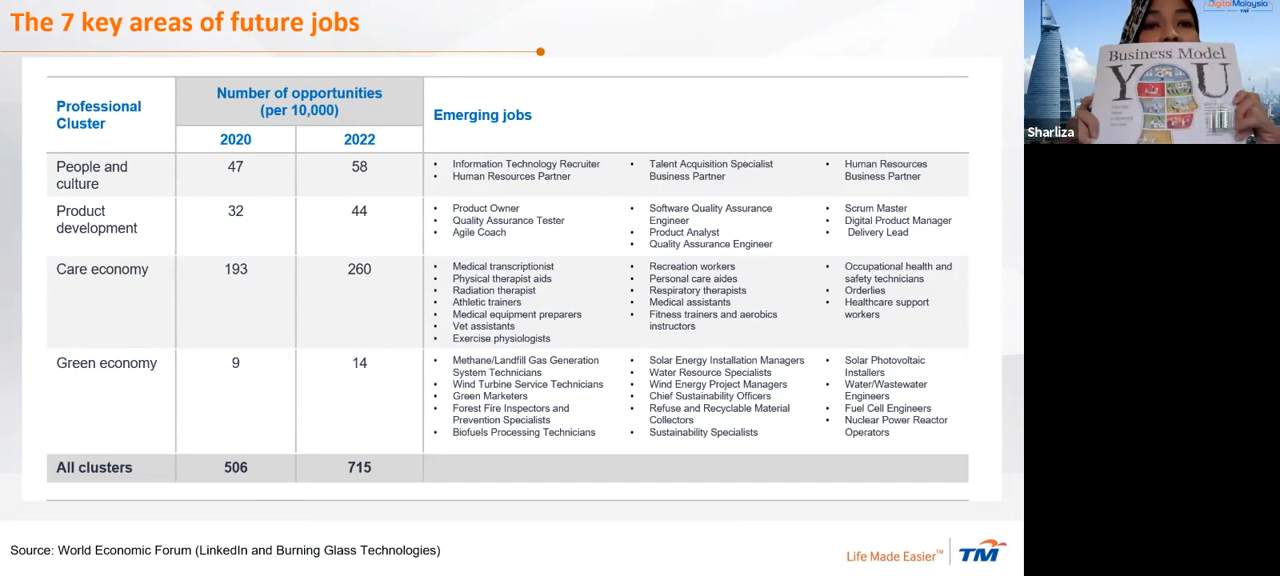 The 7 key areas of future jobs
Professional
Cluster
Number of opportunities
(per 10,000)
2020
2022
Emerging jobs
People and
culture
47
58
• Information Technology Recruiter
• Human Resources Partner
• Talent Acquisition Specialist
Business Partner
• Human Resources
Business Partner
Product
development
32
44
• Product Owner
• Quality Assurance Tester
• Agile Coach
• Software Quality Assurance
Engineer
• Product Analyst
• Quality Assurance Engineer
• Scrum Master
• Digital Product Manager
• Delivery Lead
Care economy
193
260
• Medical transcriptionist
• Physical therapist aids
• Radiation therapist
• Athletic trainers
• Medical equipment preparers
• Vet assistants
• Exercise physiologists
• Recreation workers
• Personal care aides
• Respiratory therapists
• Medical assistants
• Fitness trainers and aerobics
instructors
• Occupational health and
safety technicians
• Orderlies
• Healthcare support
workers
Green economy
9
14
• Methane/Landfill Gas Generation
System Technicians
• Wind Turbine Service Technicians
• Green Marketers
• Forest Fire Inspectors and
Prevention Specialists
• Biofuels Processing Technicians
• Solar Energy Installation Managers
• Water Resource Specialists
• Wind Energy Project Managers
• Chief Sustainability Officers
• Refuse and Recyclable Material
Collectors
• Sustainability Specialists
• Solar Photovoltaic
Installers
• Water/Wastewater
Engineers
• Fuel Cell Engineers
• Nuclear Power Reactor
Operators
All clusters
506
715
Source: World Economic Forum (LinkedIn and Burning Glass Technologies)
Life Made Easier™
TM
DigitalMalaysia
TM
Business Model
YOU
Sharliza